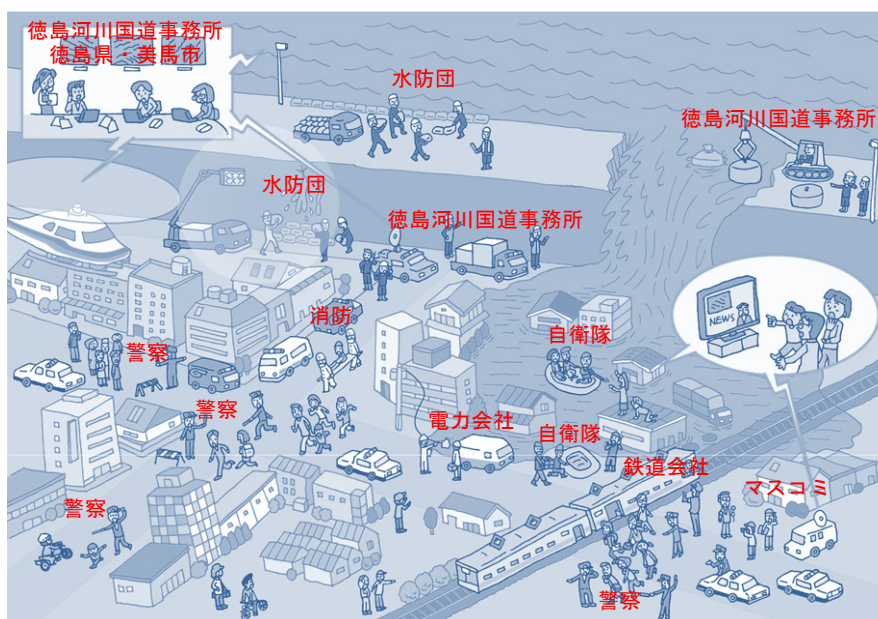 徳島河川国道事務所
徳島県・美馬市
水防団
徳島河川国道事務所
水防団
徳島河川国道事務所
消防
NEWS
警察
自衛隊
警察
電力会社
自衛隊
鉄道会社
マスコミ
警察
警察